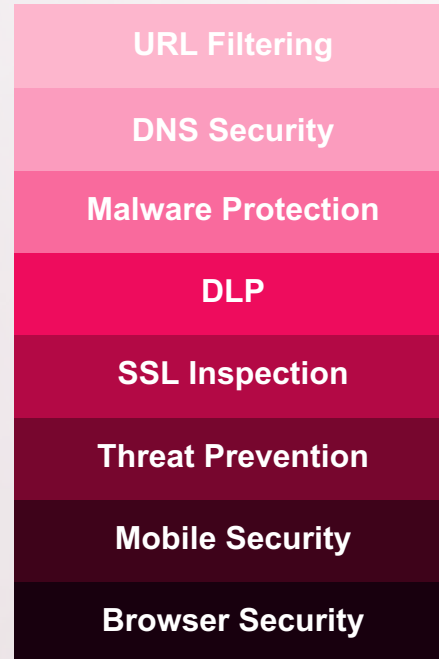 URL Filtering
DNS Security
Malware Protection
DLP
SSL Inspection
Threat Prevention
Mobile Security
Browser Security